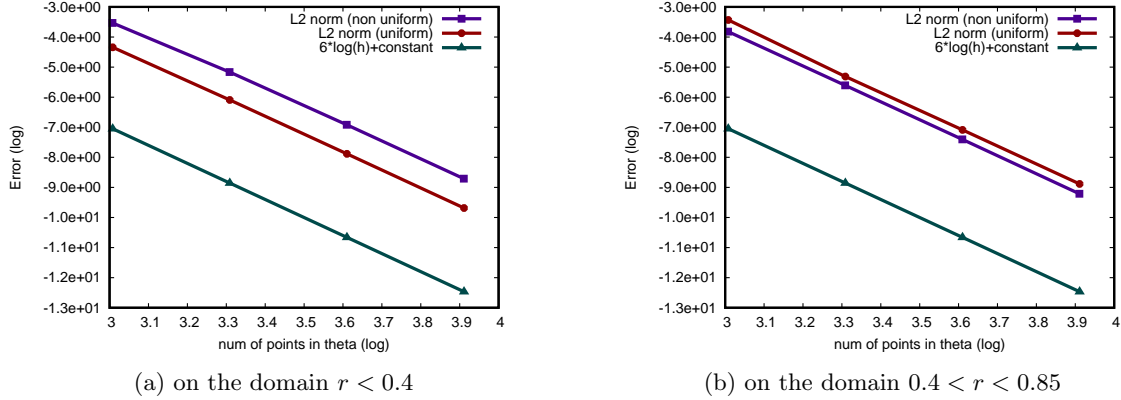 -3.0e+00
-4.0e+00
-5.0e+00
-6.0e+00
-7.0e+00
-8.0e+00
-9.0e+00
-1.0e+01
-1.1e+01
-1.2e+01
-1.3e+01
Error (log)
L2 norm (non uniform)
L2 norm (uniform)
6*log(h)+constant
3 3.1 3.2 3.3 3.4 3.5 3.6 3.7 3.8 3.9 4
num of points in theta (log)
(a) on the domain r < 0.4
-3.0e+00
-4.0e+00
-5.0e+00
-6.0e+00
-7.0e+00
-8.0e+00
-9.0e+00
-1.0e+01
-1.1e+01
-1.2e+01
-1.3e+01
Error (log)
L2 norm (non uniform)
L2 norm (uniform)
6*log(h)+constant
3 3.1 3.2 3.3 3.4 3.5 3.6 3.7 3.8 3.9 4
num of points in theta (log)
(b) on the domain 0.4 < r < 0.85